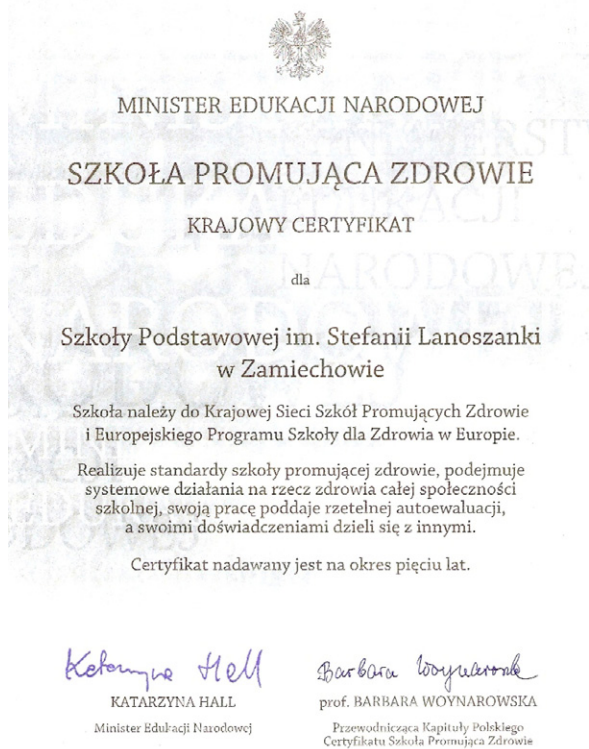 MINISTER EDUKACJI NARODOWEJ
SZKOŁA PROMUJĄCA ZDROWIE
KRAJOWY CERTYFIKAT
dla
Szkoły Podstawowej im. Stefanii Lanoszanki
w Zamiechowie
Szkoła należy do Krajowej Sieci Szkół Promujących Zdrowie
i Europejskiego Programu Szkoły dla Zdrowia w Europie.
Realizuje standardy szkoły promującej zdrowie, podejmuje
systemowe działania na rzecz zdrowia całej społeczności
szkolnej, swoją pracę poddaje rzetelnej autoewaluacji,
a swoimi doświadczeniami dzieli się z innymi.
Certyfikat nadawany jest na okres pięciu lat.
Katarzyna Hall Barbara Woynarowska
KATARZYNA HALL prof. BARBARA WOYNAROWSKA
Minister Edukacji Narodowej Przewodnicząca Kapituły Polskiego
Certyfikatu Szkoła Promująca Zdrowie